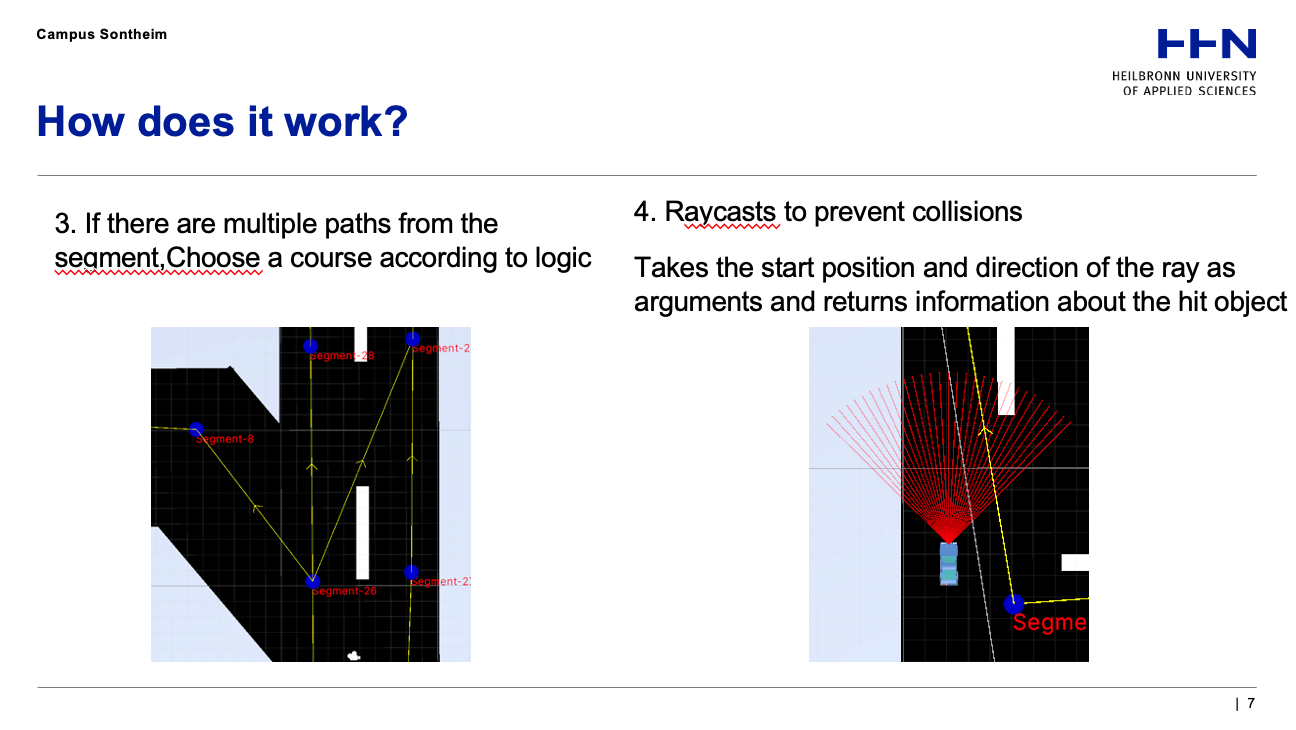 Campus Sontheim
HHN
HEILBRONN UNIVERSITY
OF APPLIED SCIENCES
How does it work?
3. If there are multiple paths from the
segment,Choose a course according to logic
4. Raycasts to prevent collisions
Takes the start position and direction of the ray as
arguments and returns information about the hit object
Segment-28
Segment-2
Segment-8
Segment-26
Segment-2
Segme
| 7